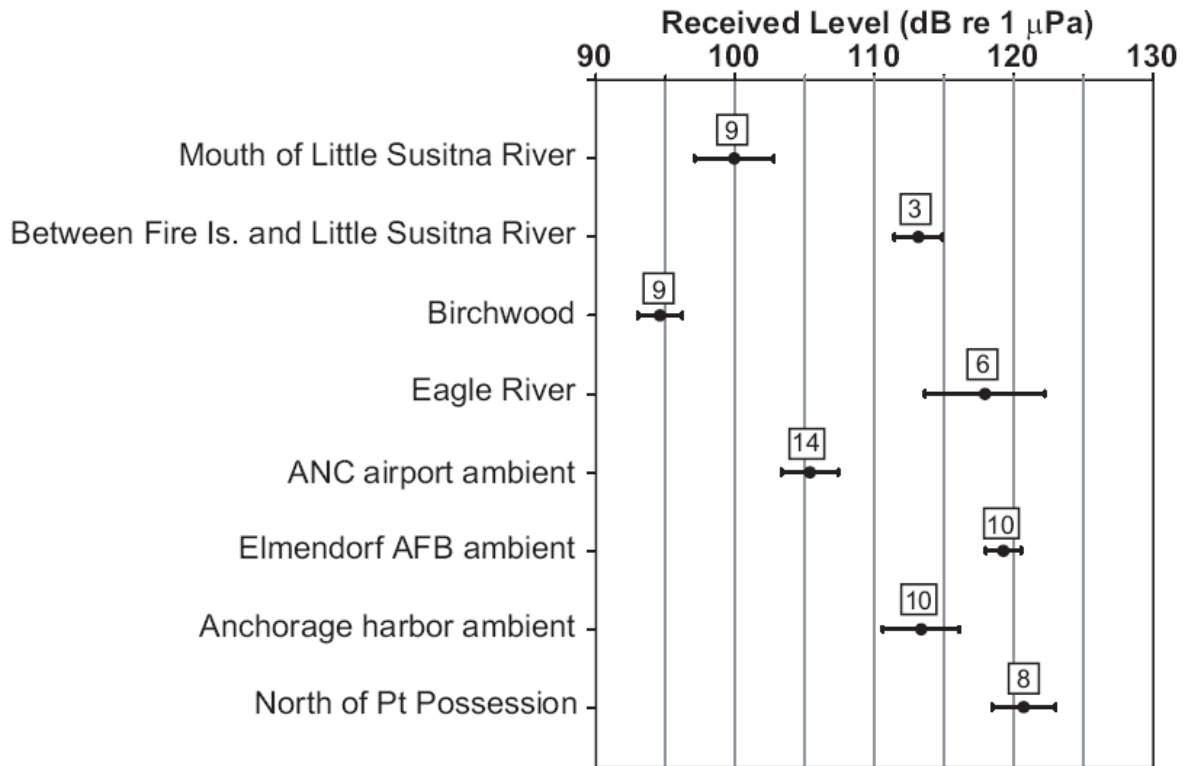 Received Level (dB re 1 μPa)
90 100 110 120 130
Mouth of Little Susitna River 9
Between Fire Is. and Little Susitna River 3
Birchwood 9
Eagle River 6
ANC airport ambient 14
Elmendorf AFB ambient 10
Anchorage harbor ambient 10
North of Pt Possession 8